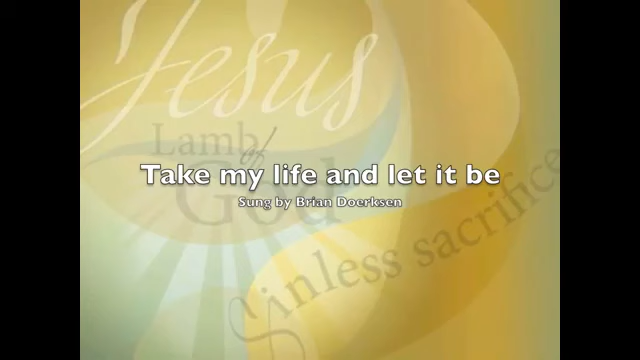 Jesus
Lamb of
God
Take my life and let it be
Sung by Brian Doerksen
Sinless sacrifice